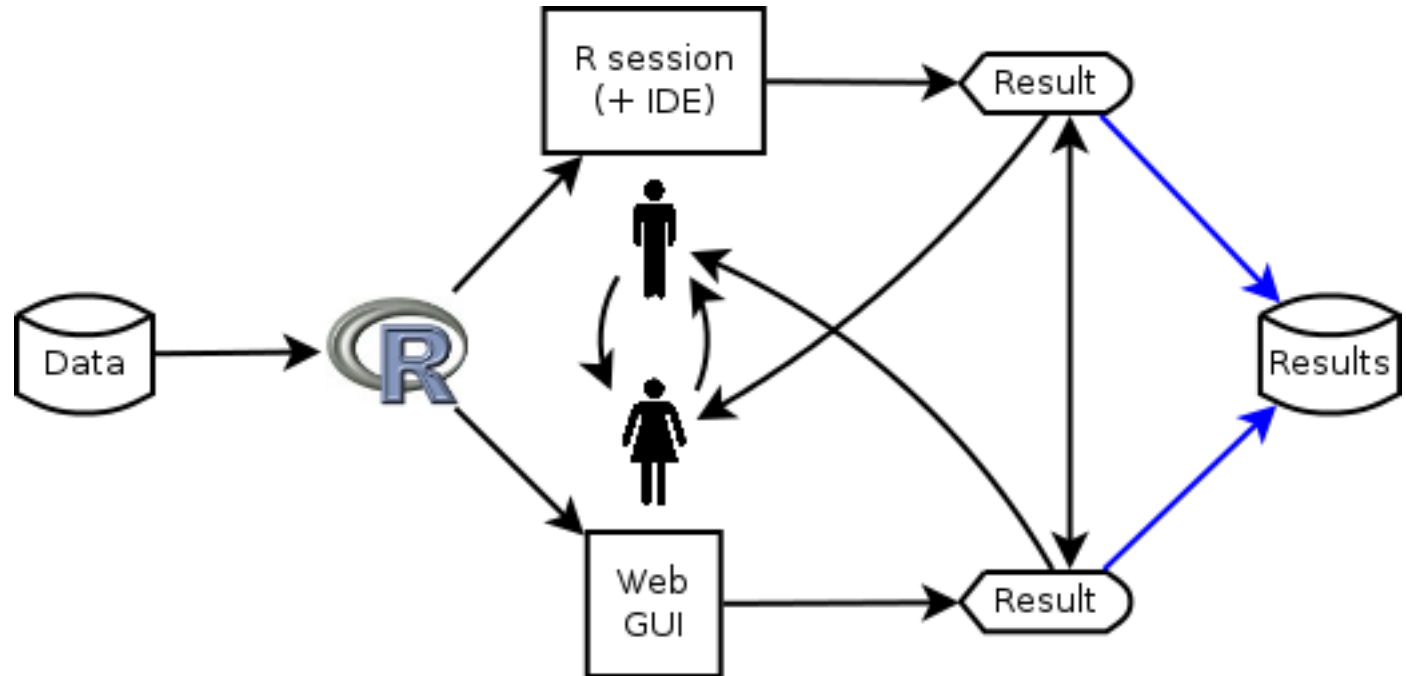 R session
(+ IDE)
Result
Data
R
Results
Web
GUI
Result